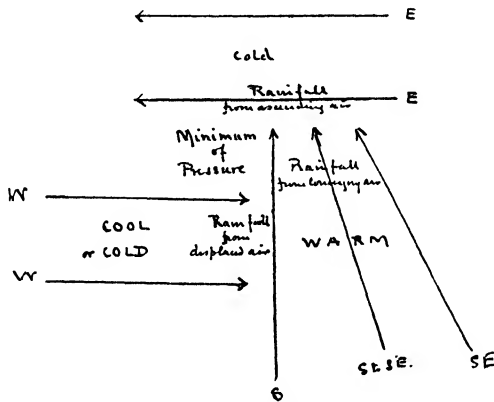 E
Cold
Rainfall
from ascending air
E
Minimum
of
Pressure
Rainfall
from converging air
W
COOL
or COLD
Rainfall
from
displaced air
WARM
W
S
SE